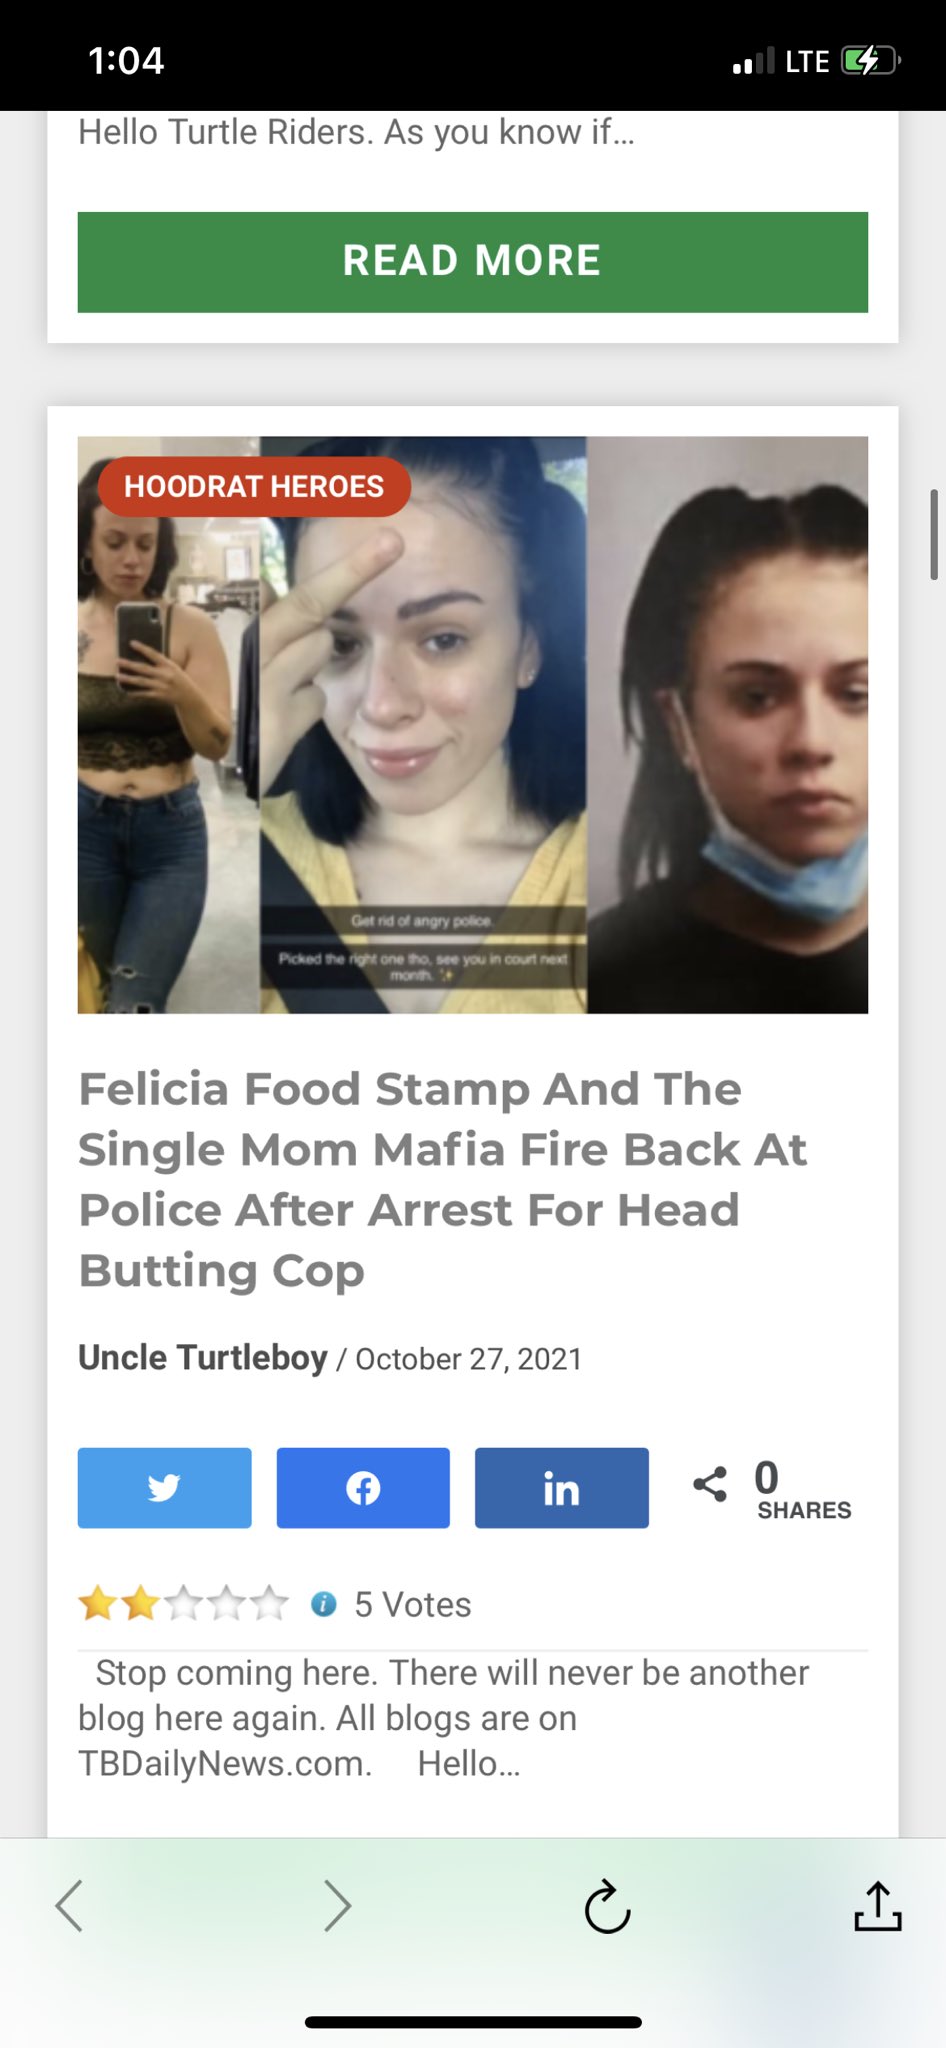 1:04 LTE
Hello Turtle Riders. As you know if...
READ MORE
HOODRAT HEROES
Get rid of angry police.
Picked the right one tho, see you in court next
month. ✨
Felicia Food Stamp And The
Single Mom Mafia Fire Back At
Police After Arrest For Head
Butting Cop
Uncle Turtleboy / October 27, 2021
in
0
SHARES
i 5 Votes
Stop coming here. There will never be another
blog here again. All blogs are on
TBDailyNews.com. Hello...